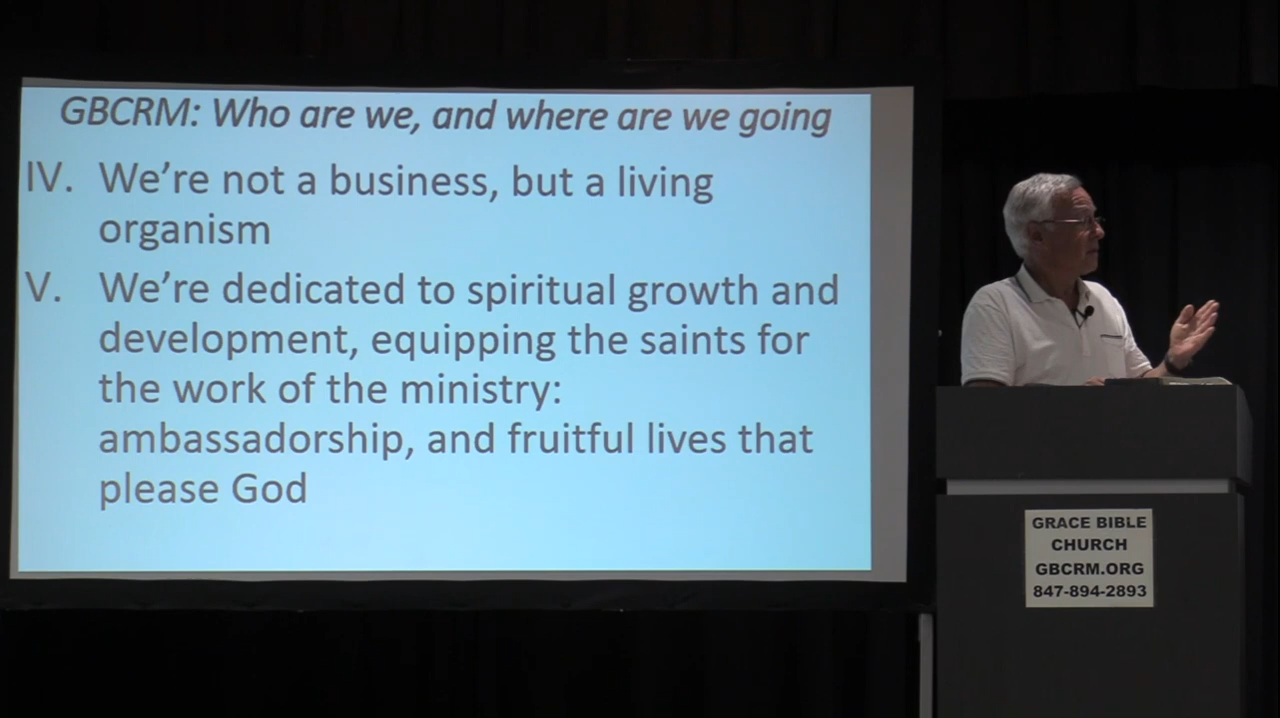 GBCRM: Who are we, and where are we going
IV. We’re not a business, but a living
organism
V. We’re dedicated to spiritual growth and
development, equipping the saints for
the work of the ministry:
ambassadorship, and fruitful lives that
please God
GRACE BIBLE
CHURCH
GBCRM.ORG
847-894-2893